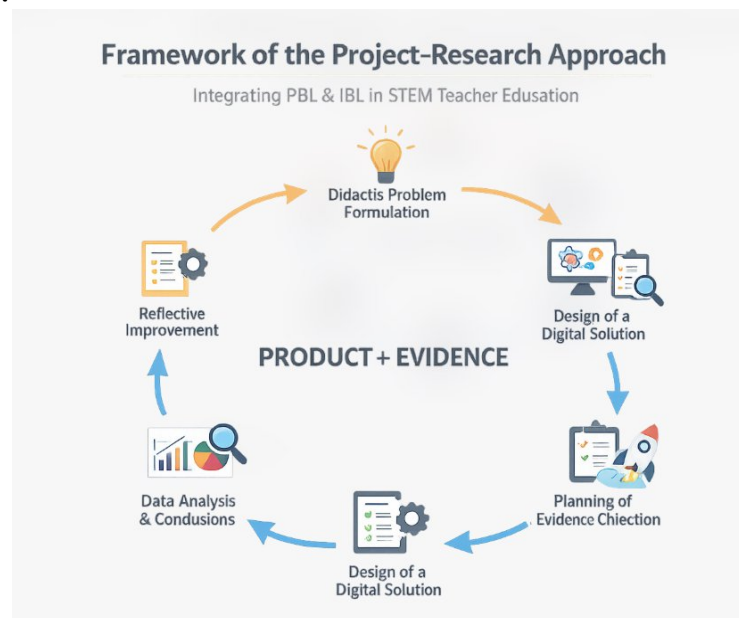 Framework of the Project-Research Approach
Integrating PBL & IBL in STEM Teacher Edusation
Didactis Problem
Formulation
Design of a
Digital Solution
Planning of
Evidence Chiection
Design of a
Digital Solution
Data Analysis
& Condusions
Reflective
Improvement
PRODUCT + EVIDENCE